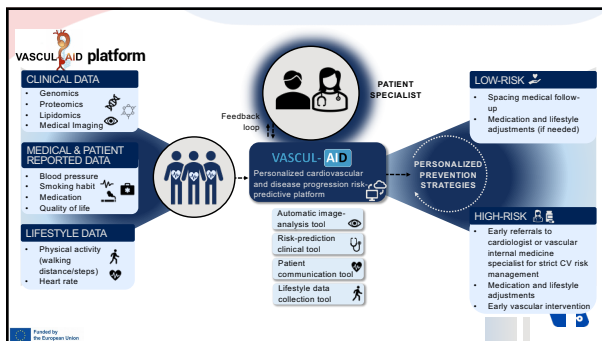 VASCUL-AID platform
CLINICAL DATA
• Genomics
• Proteomics
• Lipidomics
• Medical Imaging
MEDICAL & PATIENT
REPORTED DATA
• Blood pressure
• Smoking habit
• Medication
• Quality of life
LIFESTYLE DATA
• Physical activity
(walking
distance/steps)
• Heart rate
PATIENT
SPECIALIST
Feedback
loop
VASCUL-AID
Personalized cardiovascular
and disease progression risk-
predictive platform
Automatic image-
analysis tool
Risk-prediction
clinical tool
Patient
communication tool
Lifestyle data
collection tool
PERSONALIZED
PREVENTION
STRATEGIES
LOW-RISK
• Spacing medical follow-
up
• Medication and lifestyle
adjustments (if needed)
HIGH-RISK
• Early referrals to
cardiologist or vascular
internal medicine
specialist for strict CV risk
management
• Medication and lifestyle
adjustments
• Early vascular intervention
Funded by
the European Union